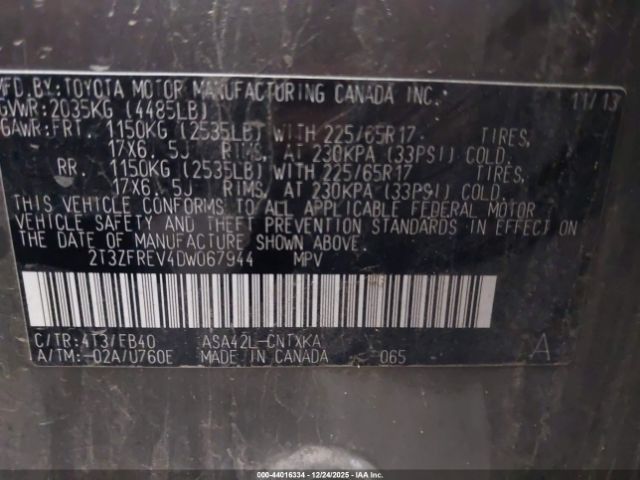 MFD. BY: TOYOTA MOTOR MANUFACTURING CANADA INC. 11/13
GVWR: 2035KG (4485LB)
GAWR: FRT. 1150KG (2535LB) WITH 225/65R17 TIRES,
17X6.5J RIMS, AT 230KPA (33PSI) COLD.
RR. 1150KG (2535LB) WITH 225/65R17 TIRES,
17X6.5J RIMS, AT 230KPA (33PSI) COLD.
THIS VEHICLE CONFORMS TO ALL APPLICABLE FEDERAL MOTOR
VEHICLE SAFETY AND THEFT PREVENTION STANDARDS IN EFFECT ON
THE DATE OF MANUFACTURE SHOWN ABOVE.
2T3ZFREV4DW067944 MPV
C/TR: 4T3/FB40 ASA42L-CNTXKA
A/TM: -02A/U760E MADE IN CANADA 065 A
000-44016334 - 12/24/2025 - IAA Inc.